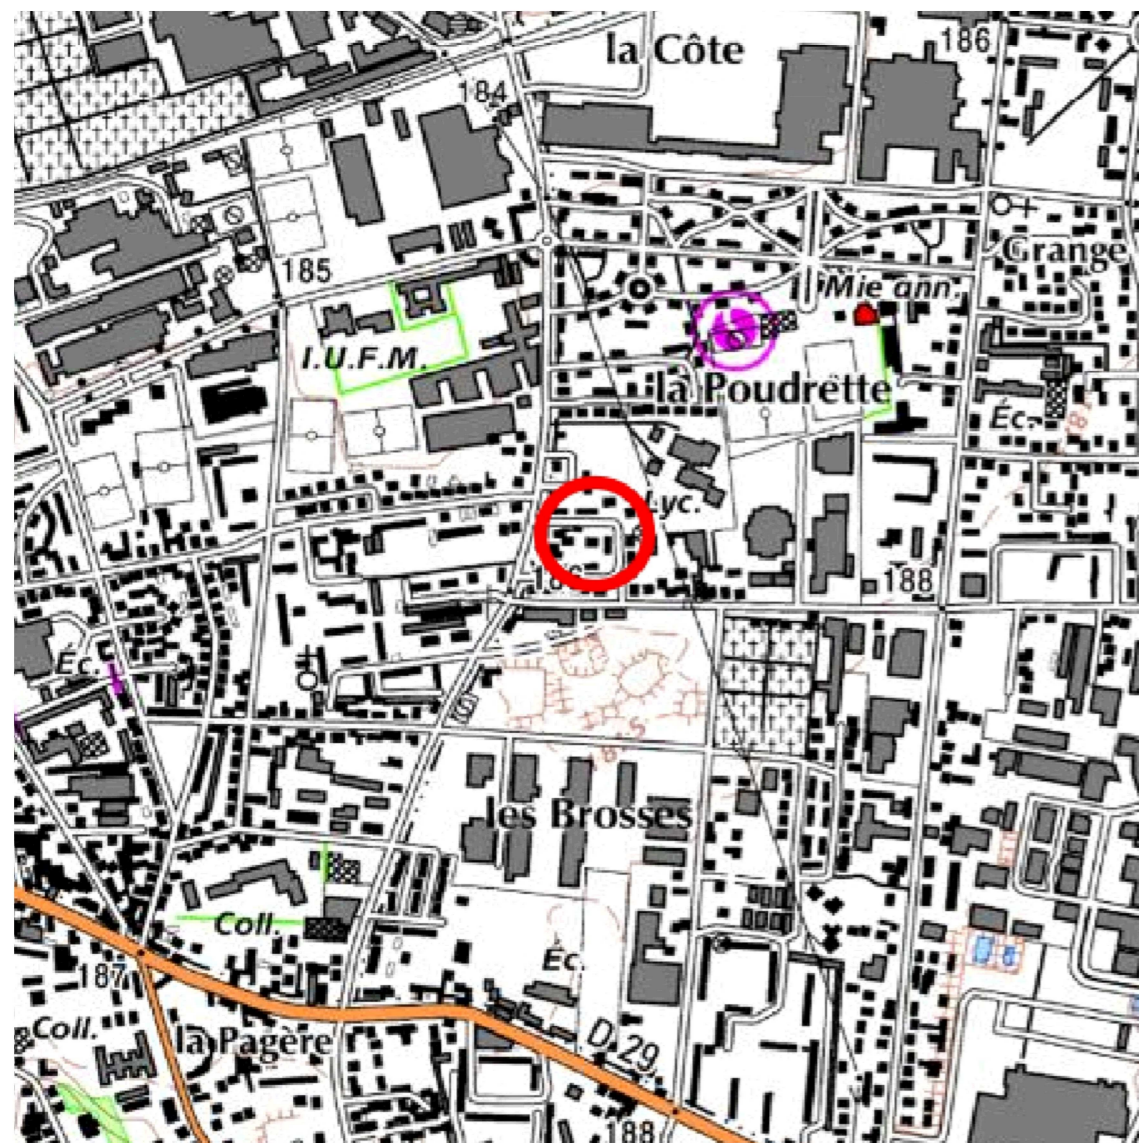 la Côte
186
184
Mie ann.
Grange
185
I.U.F.M.
la Poudrette
Éc.
Lyc.
188
Éc.
les Brosses
Coll.
Éc.
187
Coll.
la Pagère
D. 29
188